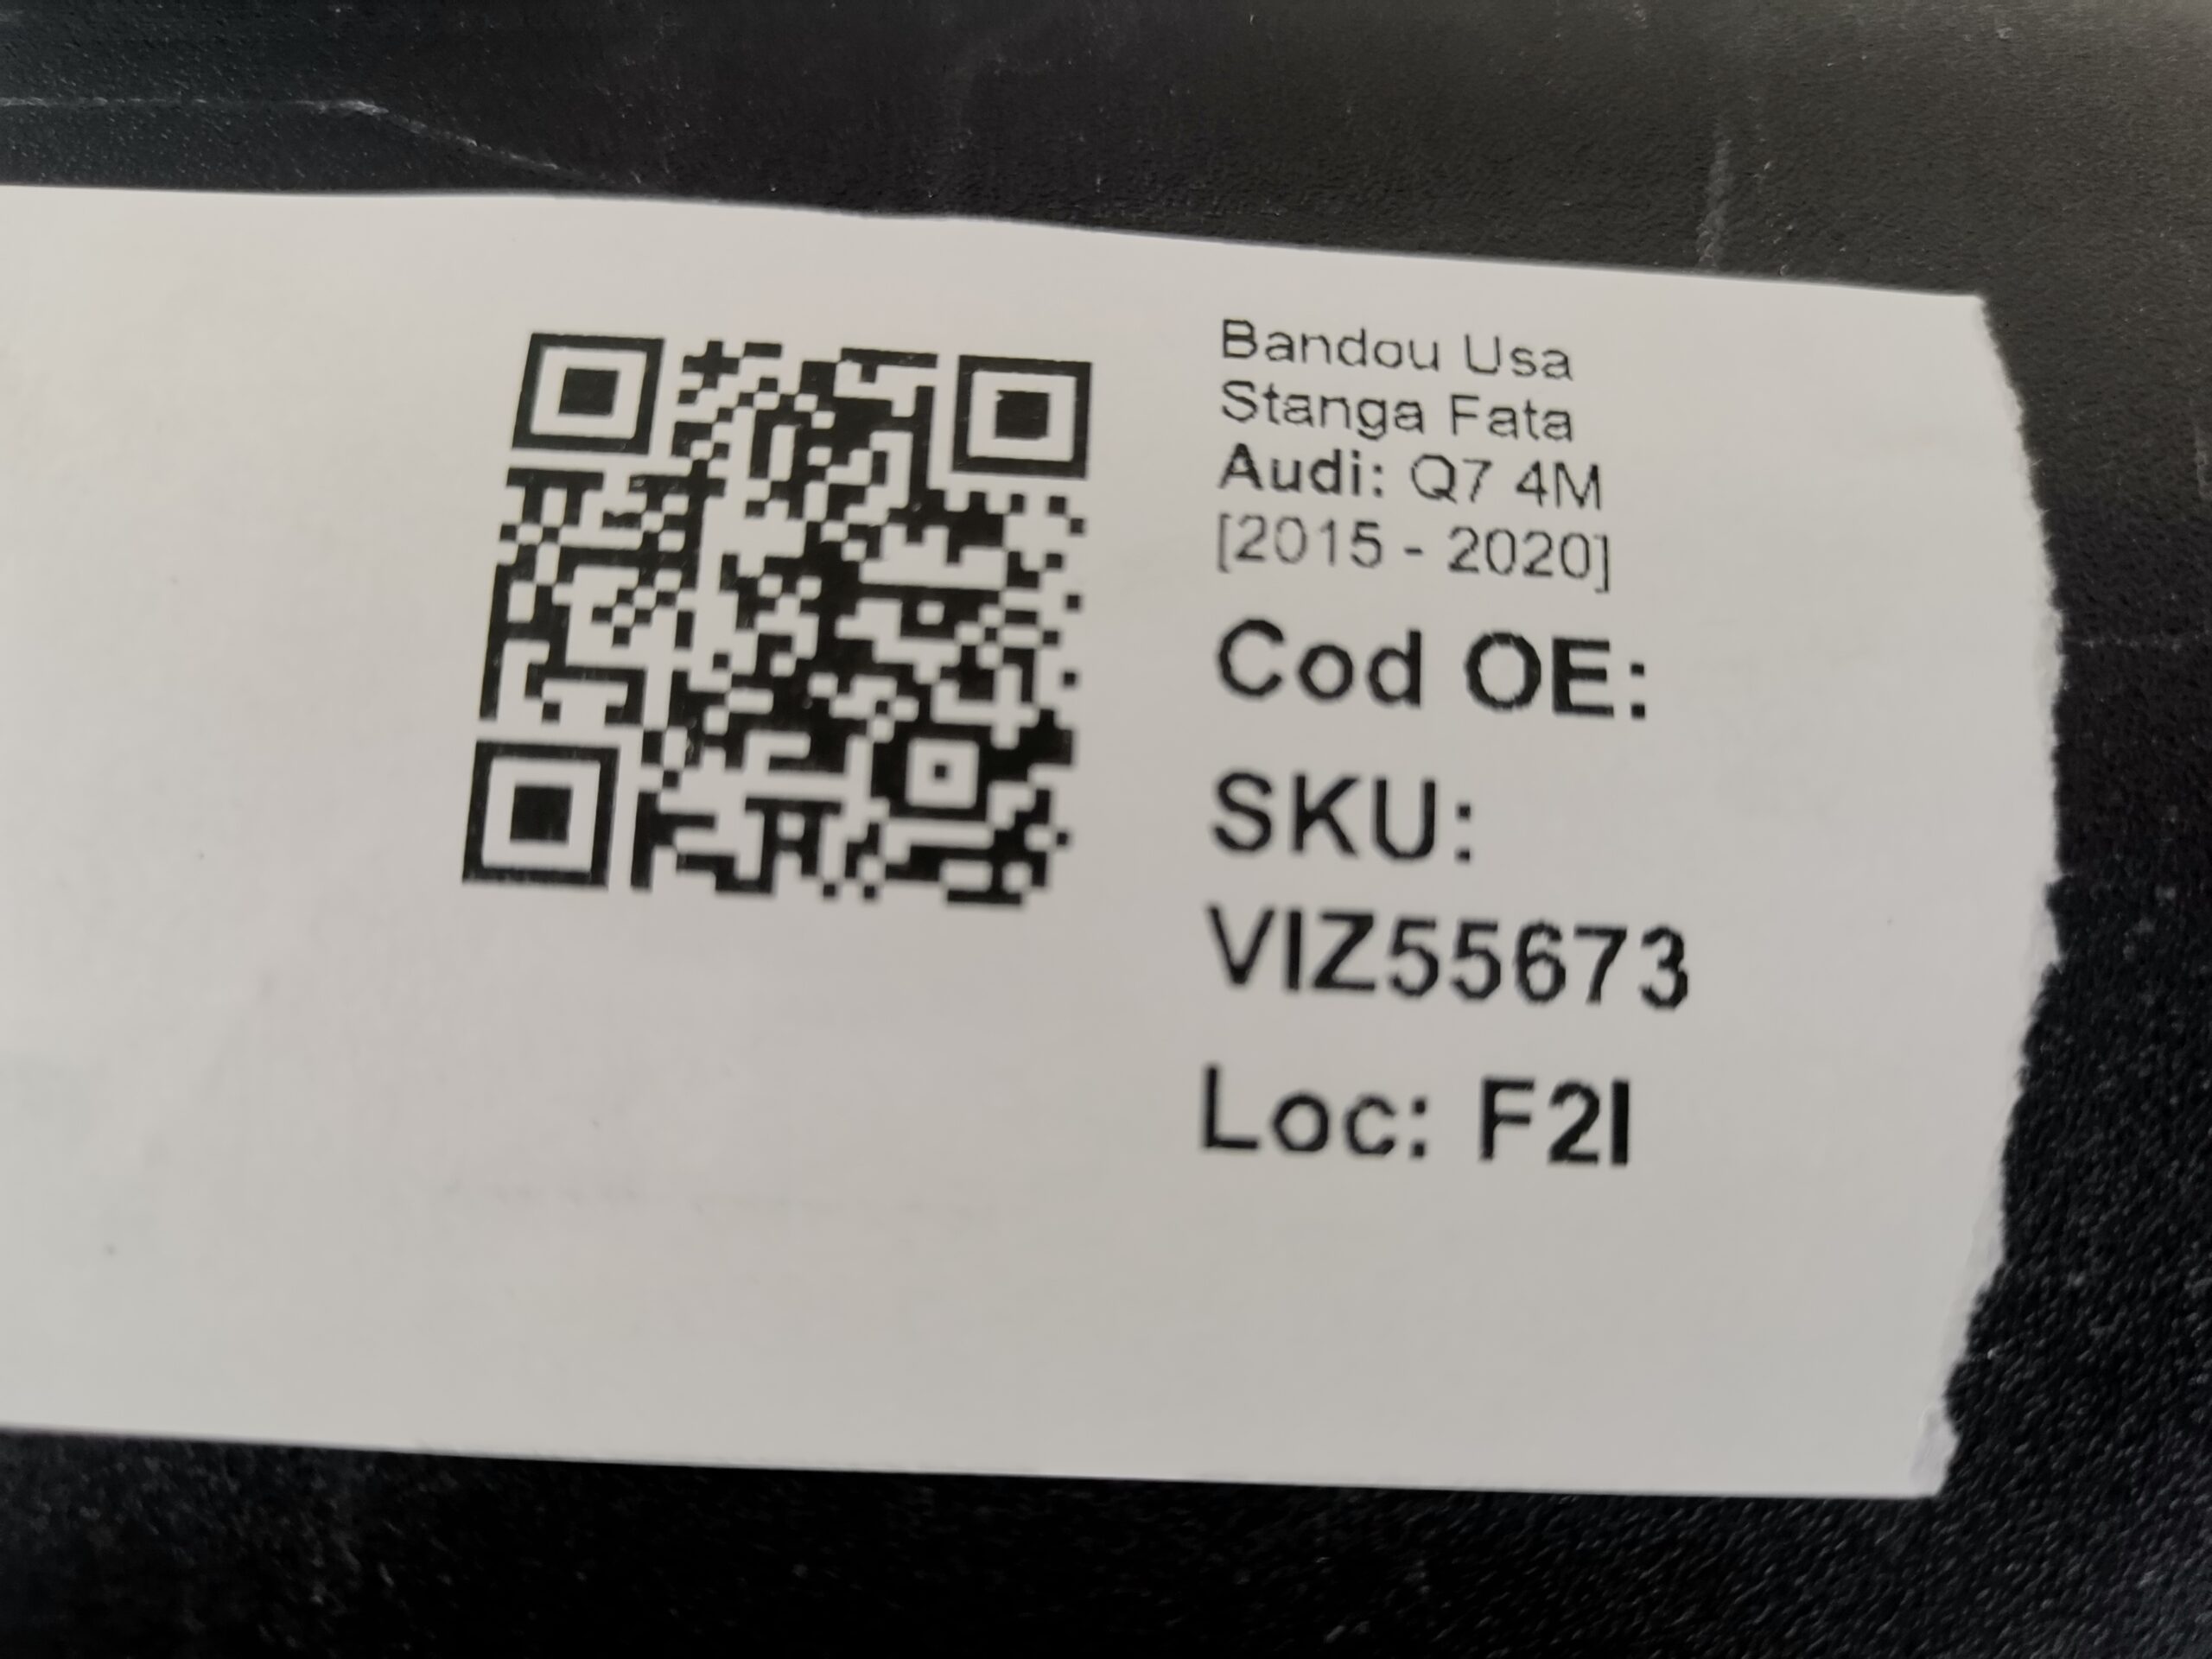 Bandou Usa
Stanga Fata
Audi: Q7 4M
[2015 - 2020]
Cod OE:
SKU:
VIZ55673
Loc: F2I